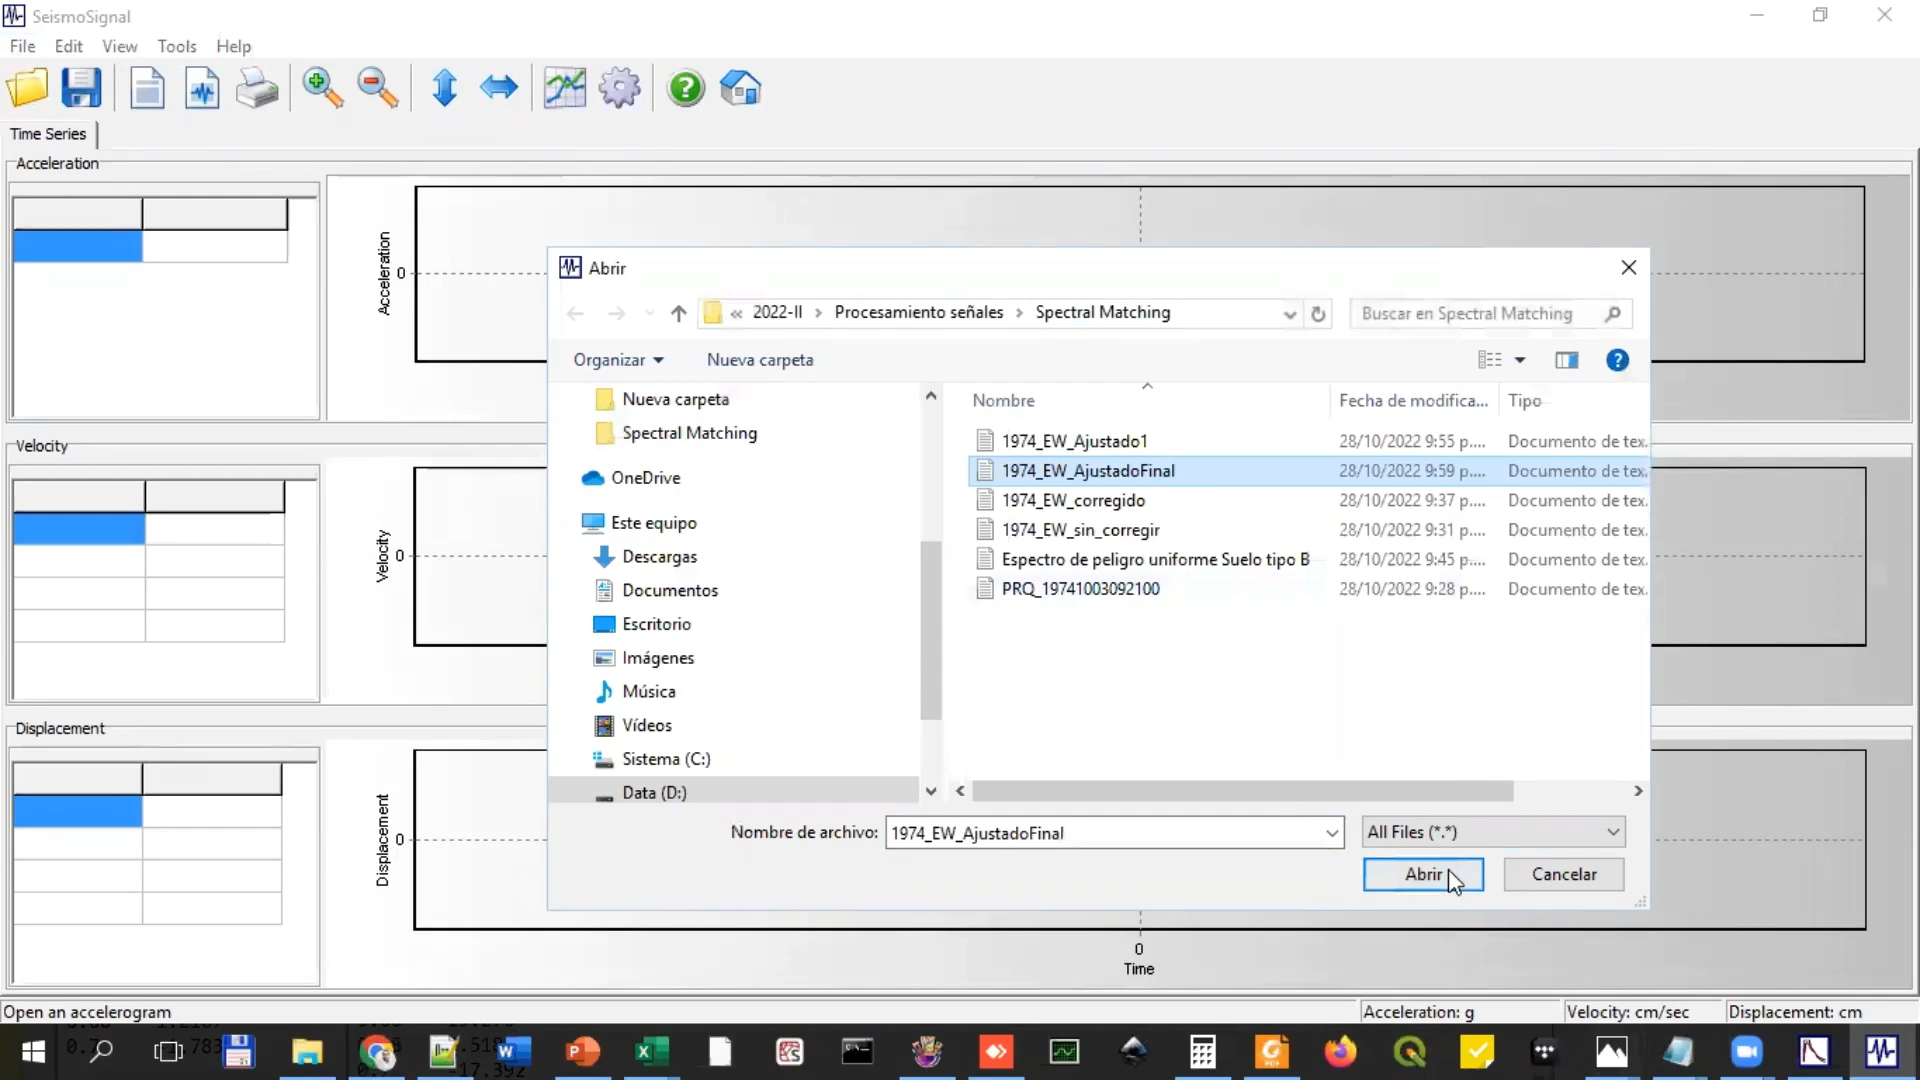 SeismoSignal
File Edit View Tools Help
Time Series
Acceleration
Acceleration
0
Velocity
Velocity
0
Displacement
Displacement
0
0
Time
Abrir
« 2022-II > Procesamiento señales > Spectral Matching
Buscar en Spectral Matching
Organizar
Nueva carpeta
Nueva carpeta
Spectral Matching
OneDrive
Este equipo
Descargas
Documentos
Escritorio
Imágenes
Música
Vídeos
Sistema (C:)
Data (D:)
Nombre Fecha de modifica... Tipo
1974_EW_Ajustado1 28/10/2022 9:55 p.... Documento de tex.
1974_EW_AjustadoFinal 28/10/2022 9:59 p.... Documento de tex.
1974_EW_corregido 28/10/2022 9:37 p.... Documento de tex.
1974_EW_sin_corregir 28/10/2022 9:31 p.... Documento de tex.
Espectro de peligro uniforme Suelo tipo B 28/10/2022 9:45 p.... Documento de tex.
PRQ_19741003092100 28/10/2022 9:28 p.... Documento de tex.
Nombre de archivo: 1974_EW_AjustadoFinal All Files (*.*)
Abrir Cancelar
Open an accelerogram Acceleration: g Velocity: cm/sec Displacement: cm
-17.392